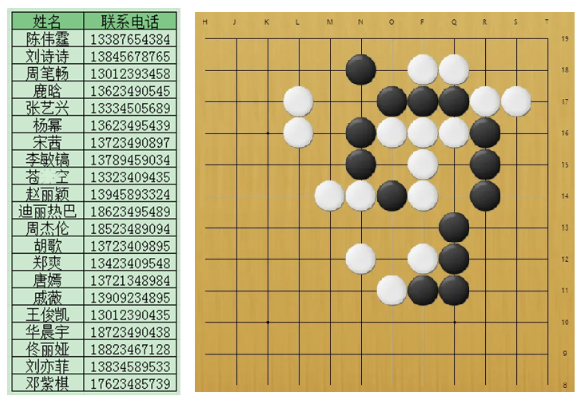 姓名 联系电话
陈伟霆 13387654384
刘诗诗 13845678765
周笔畅 13012393458
鹿晗 13623490545
张艺兴 13334505689
杨幂 13623495439
宋茜 13723490897
李敏镐 13789459034
苍 空 13323409435
赵丽颖 13945893324
迪丽热巴 18623495489
周杰伦 18523489094
胡歌 13723409895
郑爽 13423409548
唐嫣 13721348984
戚薇 13909234895
王俊凯 13012390435
华晨宇 18723490438
佟丽娅 18823467128
刘亦菲 13834589533
邓紫棋 17623485739
H J K L M N O P Q R S T
19
18
17
16
15
14
13
12
11
10
9
8